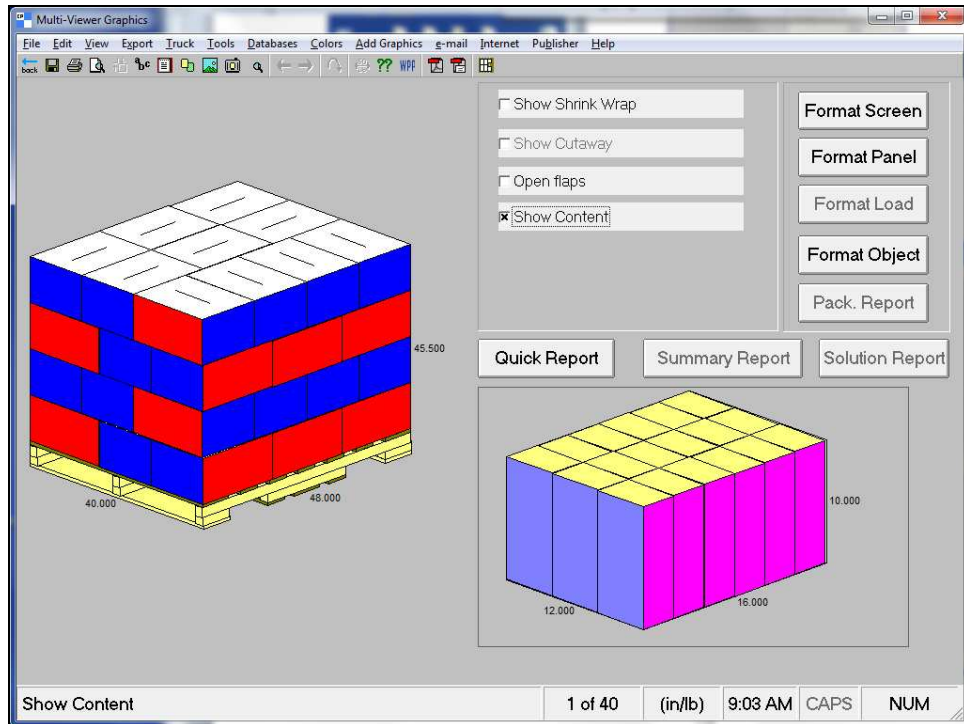 Multi-Viewer Graphics
File Edit View Export Truck Tools Databases Colors Add Graphics e-mail Internet Publisher Help
back abc ?? WPP
Show Shrink Wrap
Show Cutaway
Open flaps
Show Content
Format Screen
Format Panel
Format Load
Format Object
Pack. Report
45.500
40.000
48.000
Quick Report Summary Report Solution Report
10.000
12.000
16.000
Show Content 1 of 40 (in/lb) 9:03 AM CAPS NUM